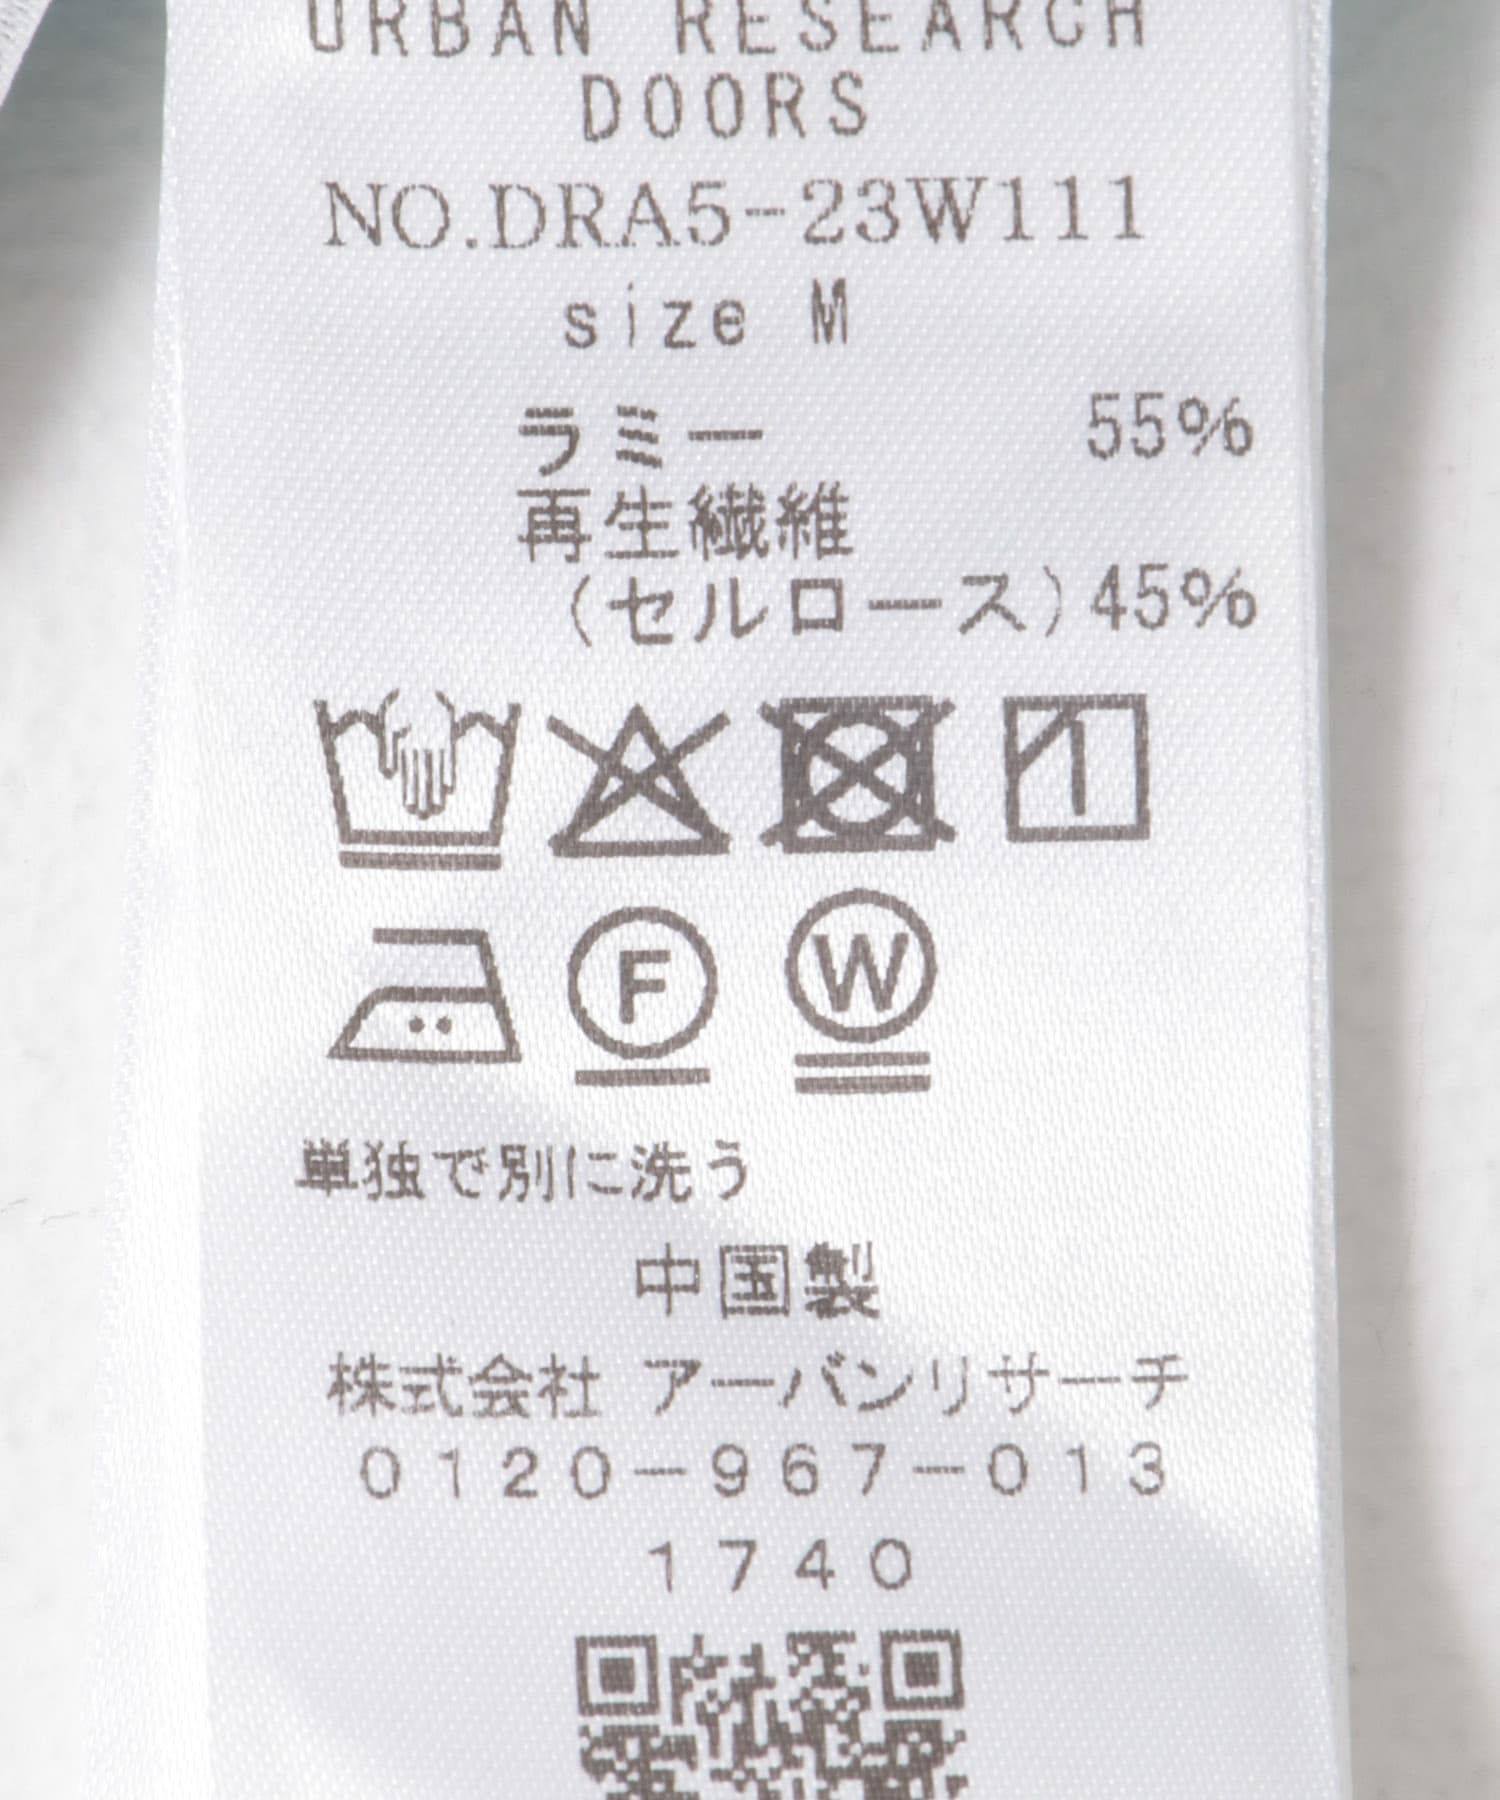 URBAN RESEARCH
DOORS
NO.DRA5-23W111
size M
ラミー 55%
再生繊維
(セルロース)45%
F W
単独で別に洗う
中国製
株式会社 アーバンリサーチ
0120-967-013
1740